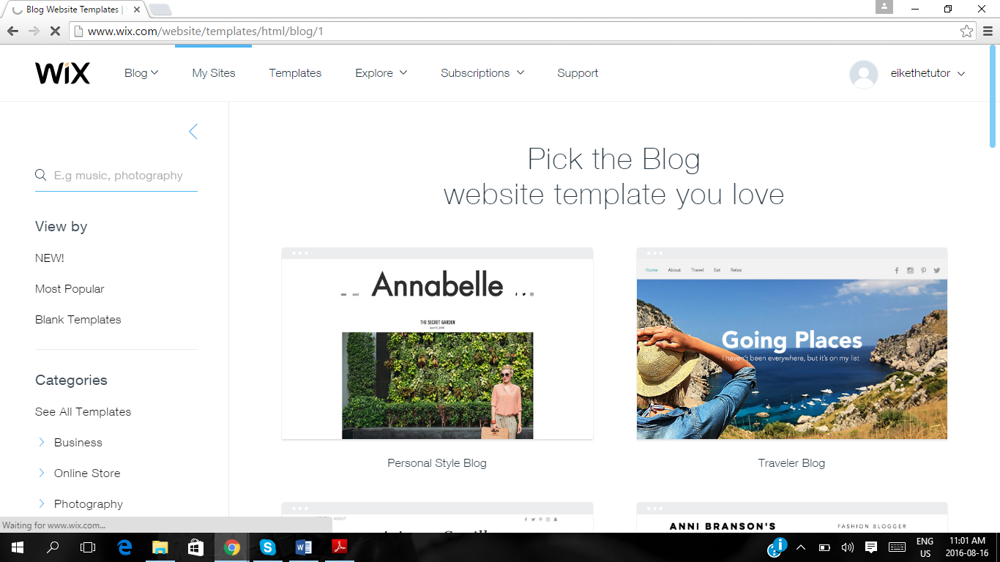 Blog Website Templates |
www.wix.com/website/templates/html/blog/1
WiX
Blog
My Sites
Templates
Explore
Subscriptions
Support
eikethetutor
E.g music, photography
View by
NEW!
Most Popular
Blank Templates
Categories
See All Templates
Business
Online Store
Photography
Pick the Blog
website template you love
HOME ABOUT
Annabelle
THE SECRET GARDEN
Personal Style Blog
Home About Travel Eat Relax
Going Places
I haven't been everywhere, but it's on my list
Traveler Blog
ABOUT
ANNI BRANSON'S
FASHION BLOGGER
Waiting for www.wix.com...
ENG
US
11:01 AM
2016-08-16